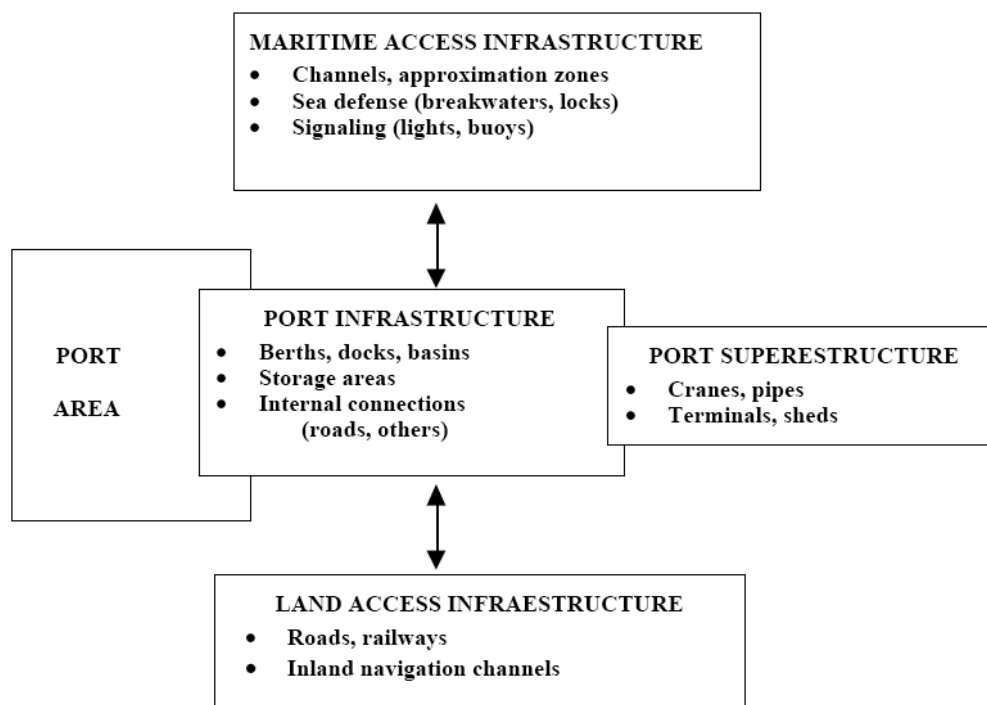 MARITIME ACCESS INFRASTRUCTURE
• Channels, approximation zones
• Sea defense (breakwaters, locks)
• Signaling (lights, buoys)
PORT
AREA
PORT INFRASTRUCTURE
• Berths, docks, basins
• Storage areas
• Internal connections
(roads, others)
PORT SUPERESTRUCTURE
• Cranes, pipes
• Terminals, sheds
LAND ACCESS INFRAESTRUCTURE
• Roads, railways
• Inland navigation channels